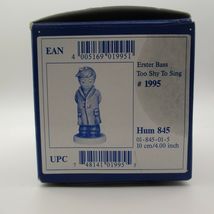 EAN
4 005169 019951
Erster Bass
Too Shy To Sing
# 1995
Hum 845
01-845-01-5
10 cm/4.00 inch
UPC
7 48141 01995